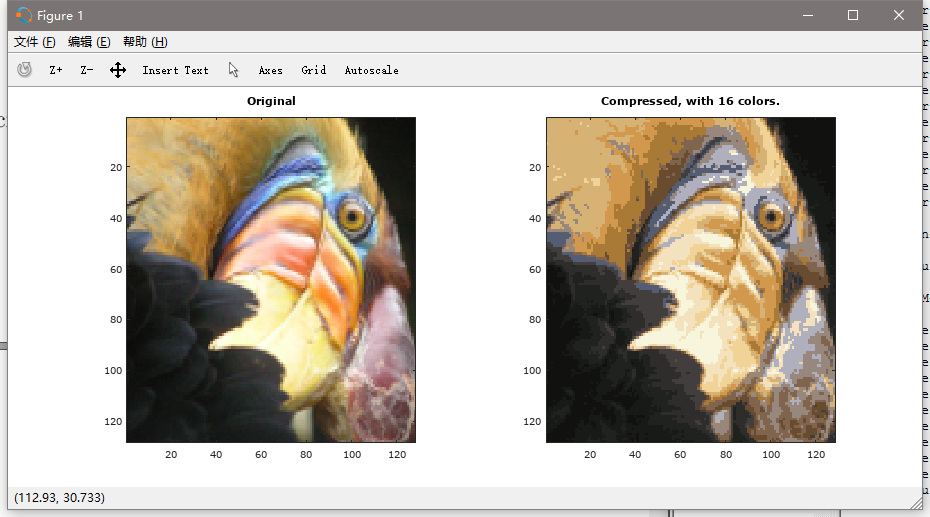 Figure 1
文件 (F) 编辑 (E) 帮助 (H)
Z+ Z- Insert Text Axes Grid Autoscale
Original
Compressed, with 16 colors.
20
40
60
80
100
120
20 40 60 80 100 120
20
40
60
80
100
120
20 40 60 80 100 120
(112.93, 30.733)